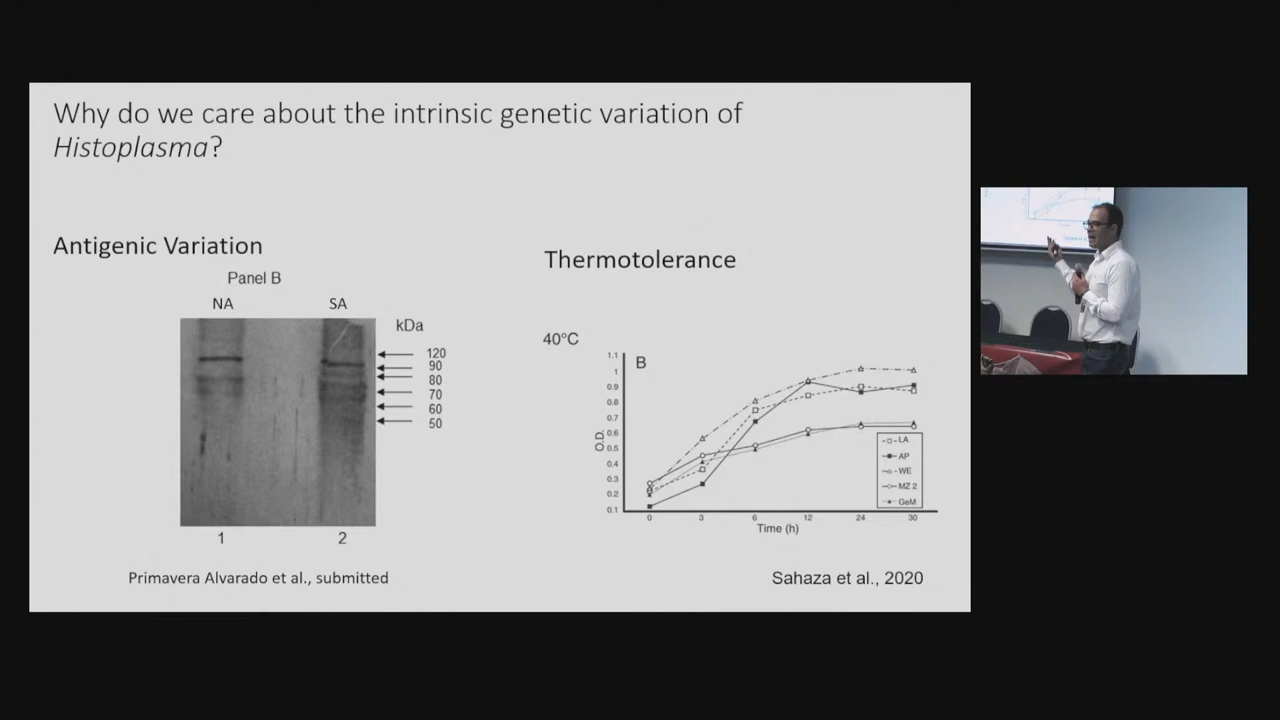 Why do we care about the intrinsic genetic variation of
Histoplasma?
Antigenic Variation
Panel B
NA
SA
kDa
120
90
80
70
60
50
1
2
Primavera Alvarado et al., submitted
Thermotolerance
40°C
B
1.1
1
0.9
0.8
0.7
0.6
0.5
0.4
0.3
0.2
0.1
O.D.
LA
AP
WE
MZ 2
GeM
0
3
6
12
24
30
Time (h)
Sahaza et al., 2020